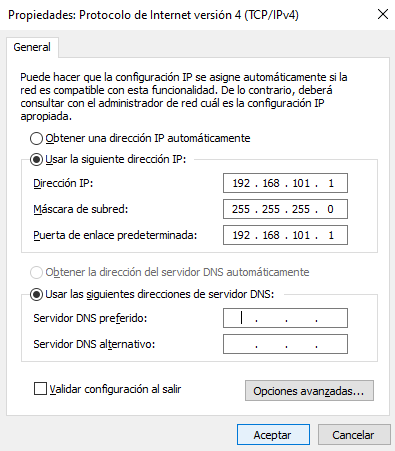 Propiedades: Protocolo de Internet versión 4 (TCP/IPv4)
General
Puede hacer que la configuración IP se asigne automáticamente si la
red es compatible con esta funcionalidad. De lo contrario, deberá
consultar con el administrador de red cuál es la configuración IP
apropiada.
Obtener una dirección IP automáticamente
Usar la siguiente dirección IP:
Dirección IP: 192 . 168 . 101 . 1
Máscara de subred: 255 . 255 . 255 . 0
Puerta de enlace predeterminada: 192 . 168 . 101 . 1
Obtener la dirección del servidor DNS automáticamente
Usar las siguientes direcciones de servidor DNS:
Servidor DNS preferido: . . .
Servidor DNS alternativo: . . .
Validar configuración al salir
Opciones avanzadas...
Aceptar Cancelar